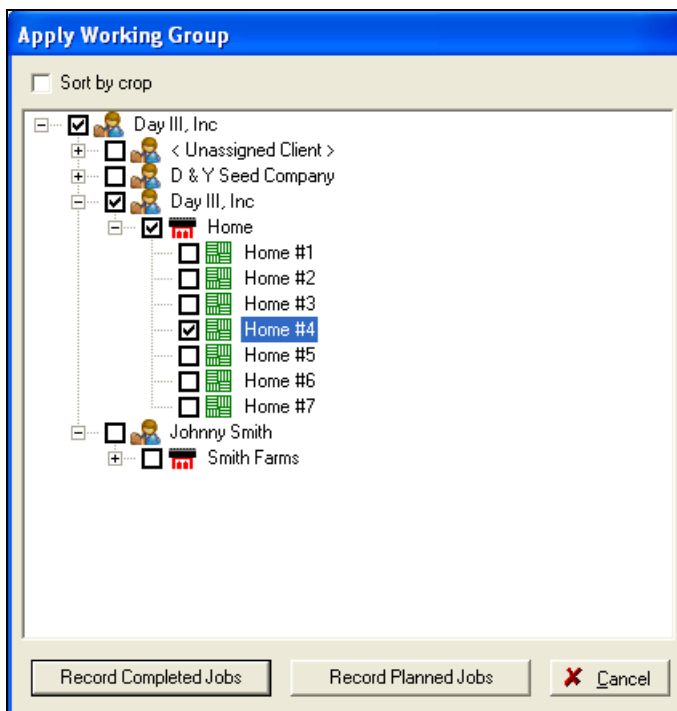 Apply Working Group
Sort by crop
Day III, Inc
< Unassigned Client >
D & Y Seed Company
Day III, Inc
Home
Home #1
Home #2
Home #3
Home #4
Home #5
Home #6
Home #7
Johnny Smith
Smith Farms
Record Completed Jobs Record Planned Jobs Cancel